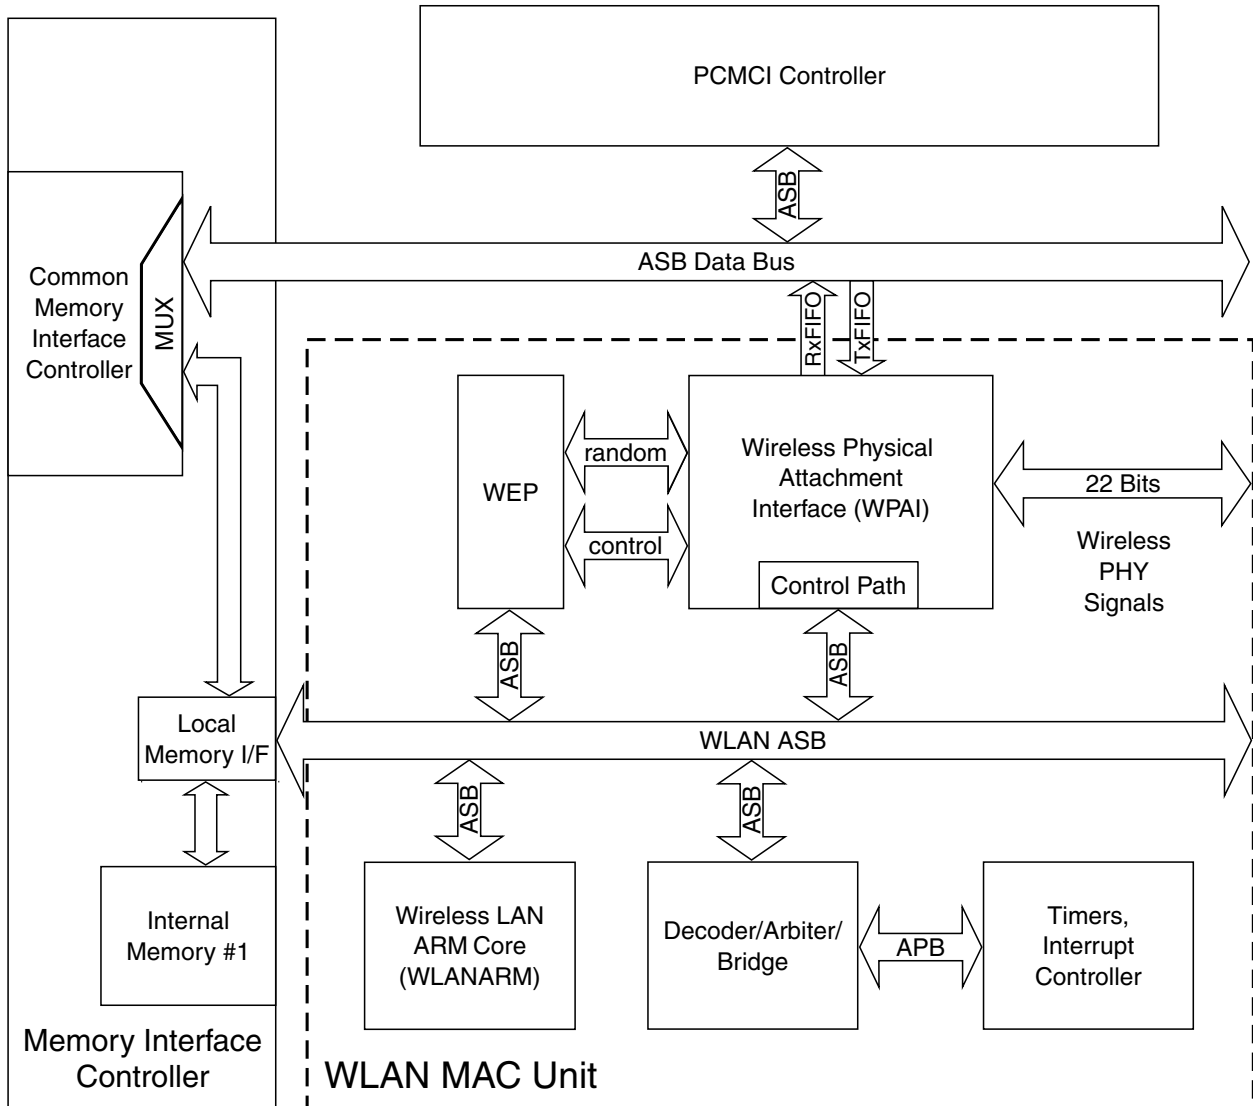 PCMCI Controller
ASB
ASB Data Bus
Common
Memory
Interface
Controller
MUX
RxFIFO
TxFIFO
WEP
random
control
Wireless Physical
Attachment
Interface (WPAI)
Control Path
22 Bits
Wireless
PHY
Signals
ASB
ASB
Local
Memory I/F
WLAN ASB
ASB
ASB
Internal
Memory #1
Wireless LAN
ARM Core
(WLANARM)
Decoder/Arbiter/
Bridge
APB
Timers,
Interrupt
Controller
Memory Interface
Controller
WLAN MAC Unit